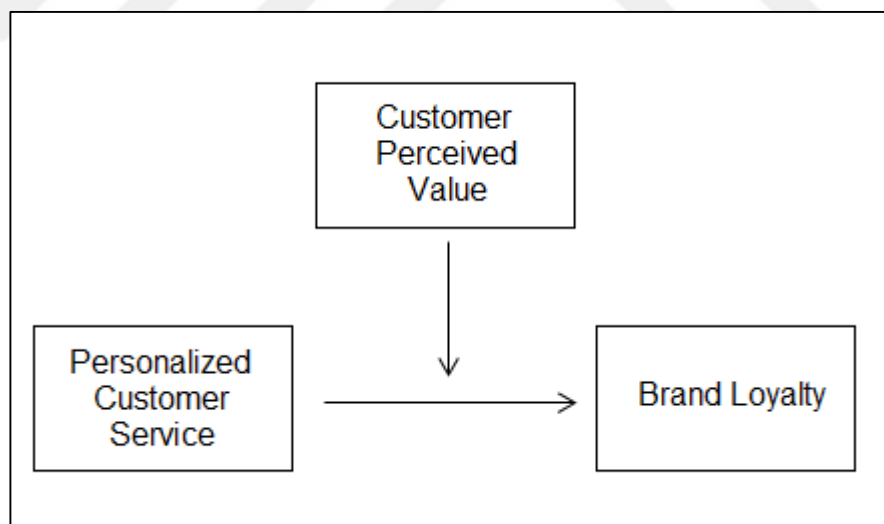 Customer
Perceived
Value
Personalized
Customer
Service
Brand Loyalty